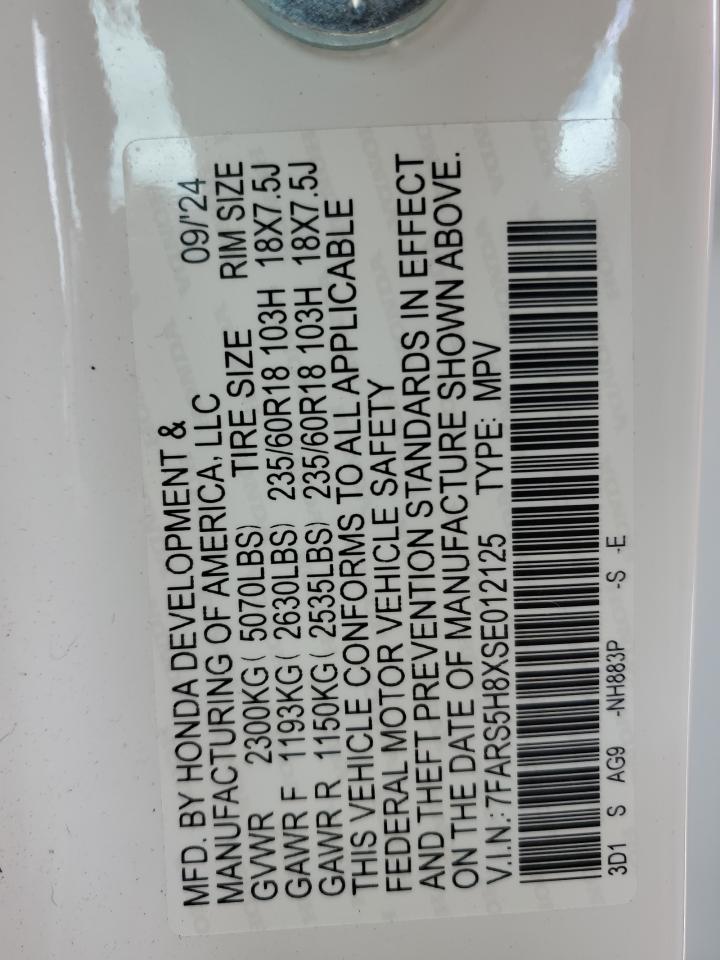 MFD. BY HONDA DEVELOPMENT &
MANUFACTURING OF AMERICA, LLC 09/'24
GVWR 2300KG( 5070LBS) TIRE SIZE RIM SIZE
GAWR F 1193KG( 2630LBS) 235/60R18 103H 18X7.5J
GAWR R 1150KG( 2535LBS) 235/60R18 103H 18X7.5J
THIS VEHICLE CONFORMS TO ALL APPLICABLE
FEDERAL MOTOR VEHICLE SAFETY
AND THEFT PREVENTION STANDARDS IN EFFECT
ON THE DATE OF MANUFACTURE SHOWN ABOVE.
V.I.N.:7FARS5H8XSE012125 TYPE: MPV
3D1 S AG9 -NH883P -S -E